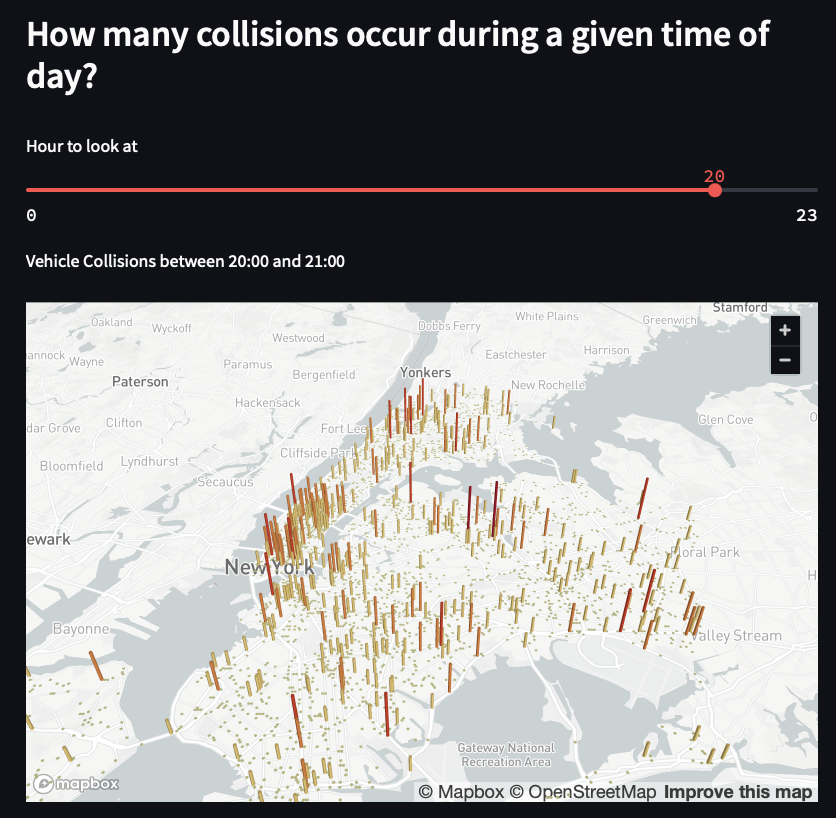 How many collisions occur during a given time of
day?
Hour to look at
20
0
23
Vehicle Collisions between 20:00 and 21:00
Stamford
Oakland
Wyckoff
Dobbs Ferry
White Plains
Greenwich
annock
Wayne
Westwood
Paramus
Bergenfield
Eastchester
Harrison
Paterson
Yonkers
New Rochelle
Hackensack
dar Grove
Clifton
Fort Lee
Glen Cove
Bloomfield
Lyndhurst
Cliffside Park
Secaucus
ewark
New York
Floral Park
H
Bayonne
Valley Stream
Gateway National
Recreation Area
mapbox
© Mapbox © OpenStreetMap Improve this map